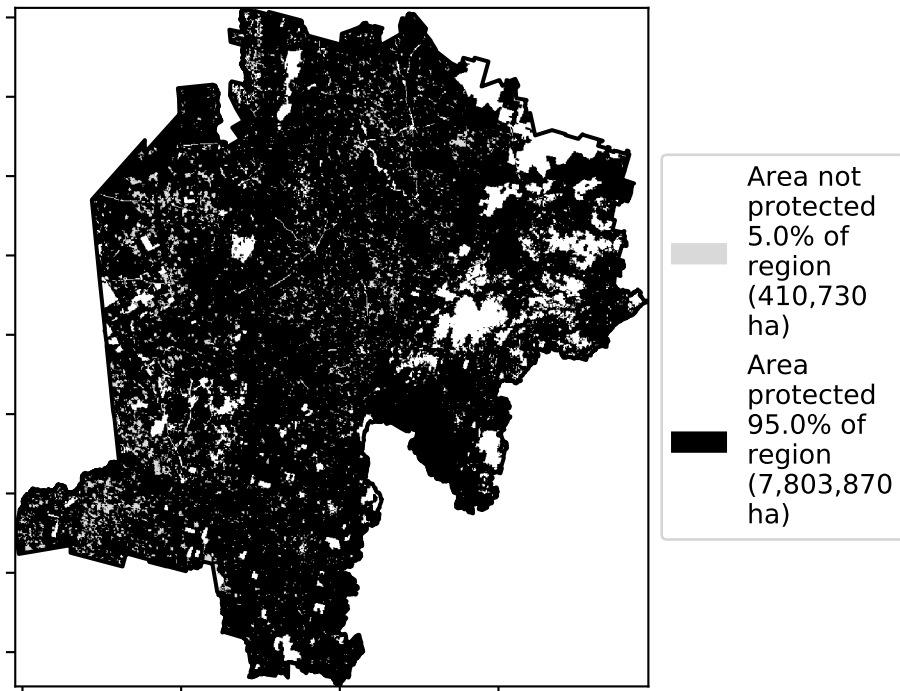 Area not
protected
5.0% of
region
(410,730
ha)
Area
protected
95.0% of
region
(7,803,870
ha)